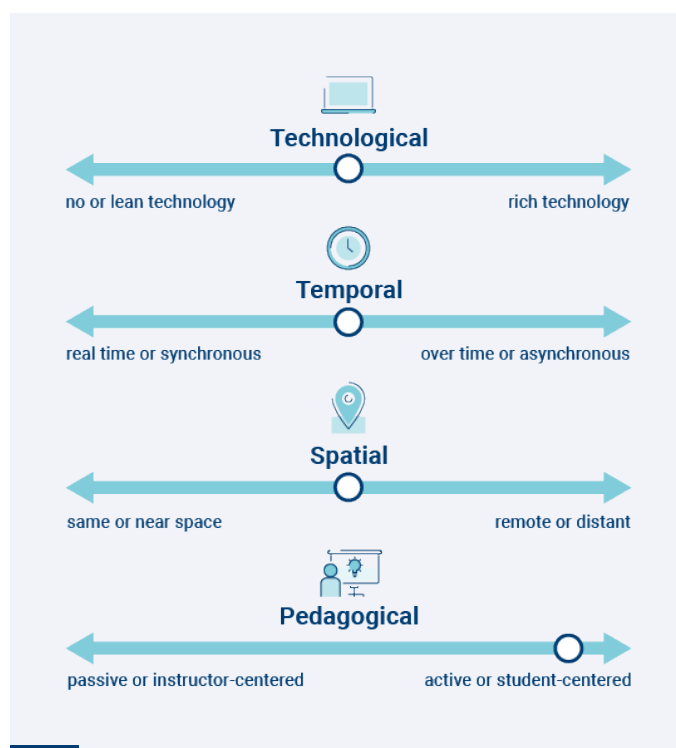 Technological
no or lean technology
rich technology
Temporal
real time or synchronous
over time or asynchronous
Spatial
same or near space
remote or distant
Pedagogical
passive or instructor-centered
active or student-centered